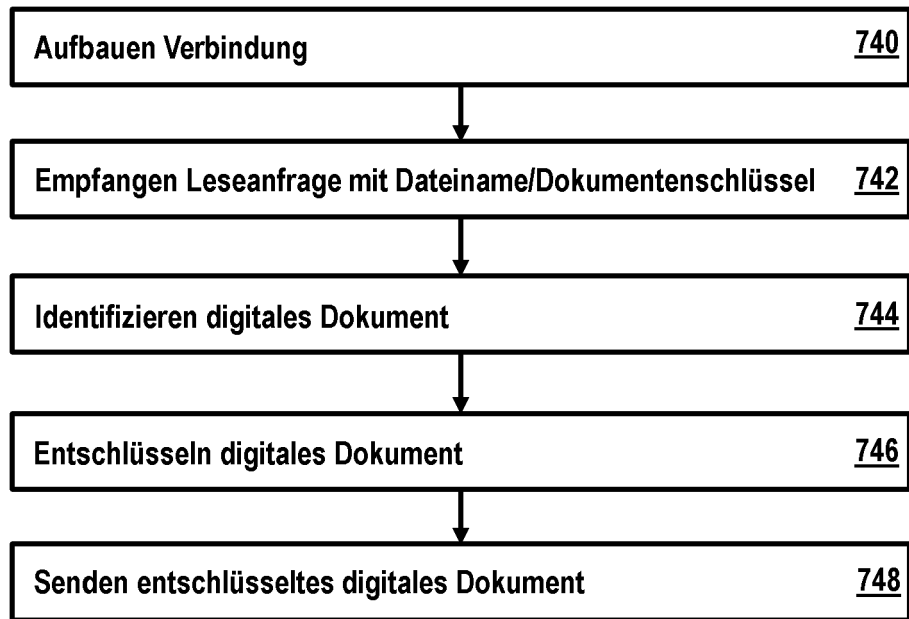 Aufbauen Verbindung 740
Empfangen Leseanfrage mit Dateiname/Dokumentenschlüssel 742
Identifizieren digitales Dokument 744
Entschlüsseln digitales Dokument 746
Senden entschlüsseltes digitales Dokument 748